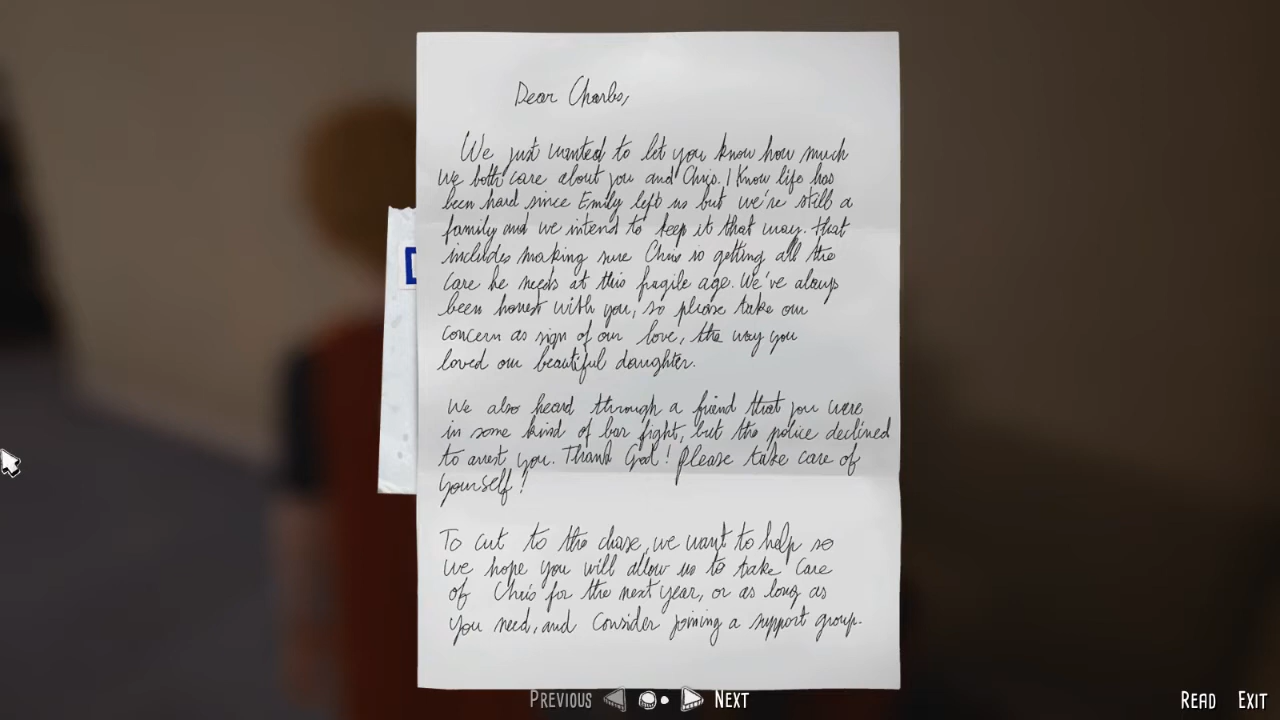 Dear Charles,
We just wanted to let you know how much
we both care about you and Chris. I know life has
been hard since Emily left us but we're still a
family and we intend to keep it that way. That
includes making sure Chris is getting all the
care he needs at this fragile age. We've always
been honest with you, so please take our
concern as sign of our love, the way you
loved our beautiful daughter.
We also heard through a friend that you were
in some kind of bar fight, but the police declined
to arrest you. Thank God! Please take care of
yourself!
To cut to the chase, we want to help so
we hope you will allow us to take care
of Chris for the next year, or as long as
you need, and consider joining a support group.
PREVIOUS NEXT
READ EXIT